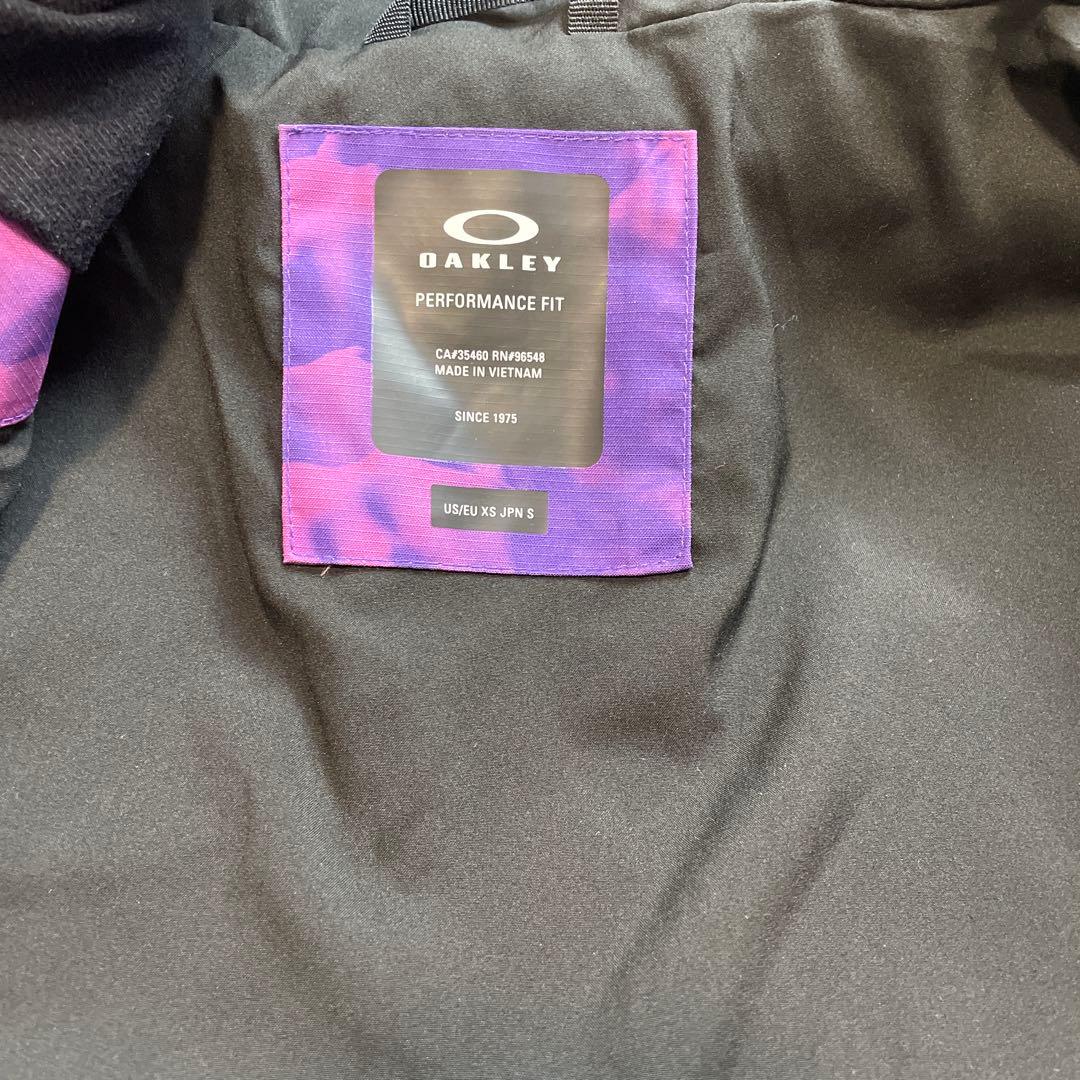 OAKLEY
PERFORMANCE FIT
CA#35460 RN#96548
MADE IN VIETNAM
SINCE 1975
US/EU XS JPN S